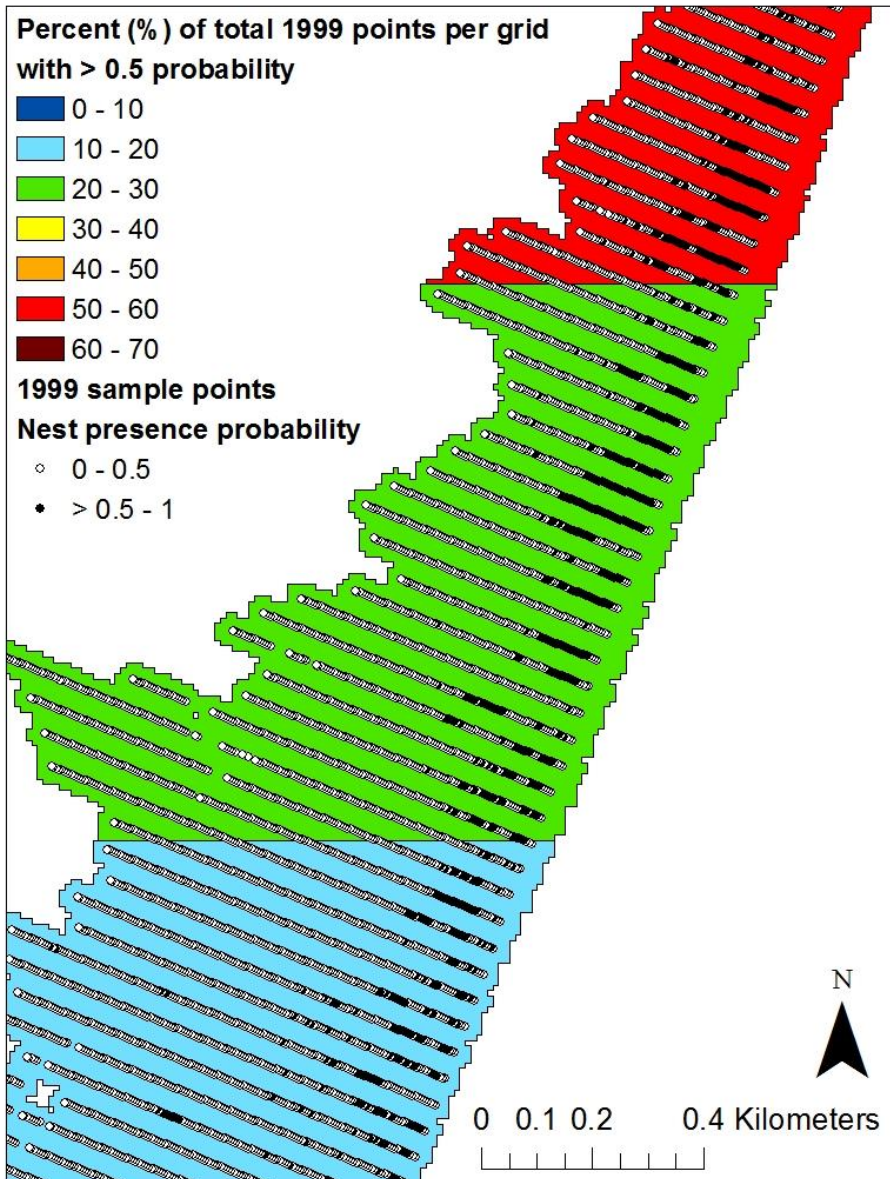 Percent (%) of total 1999 points per grid
with > 0.5 probability
0 - 10
10 - 20
20 - 30
30 - 40
40 - 50
50 - 60
60 - 70
1999 sample points
Nest presence probability
0 - 0.5
> 0.5 - 1
N
0 0.1 0.2 0.4 Kilometers